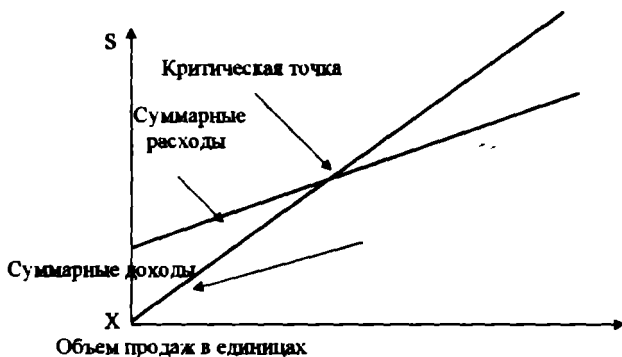 S
Критическая точка
Суммарные
расходы
Суммарные доходы
X
Объем продаж в единицах